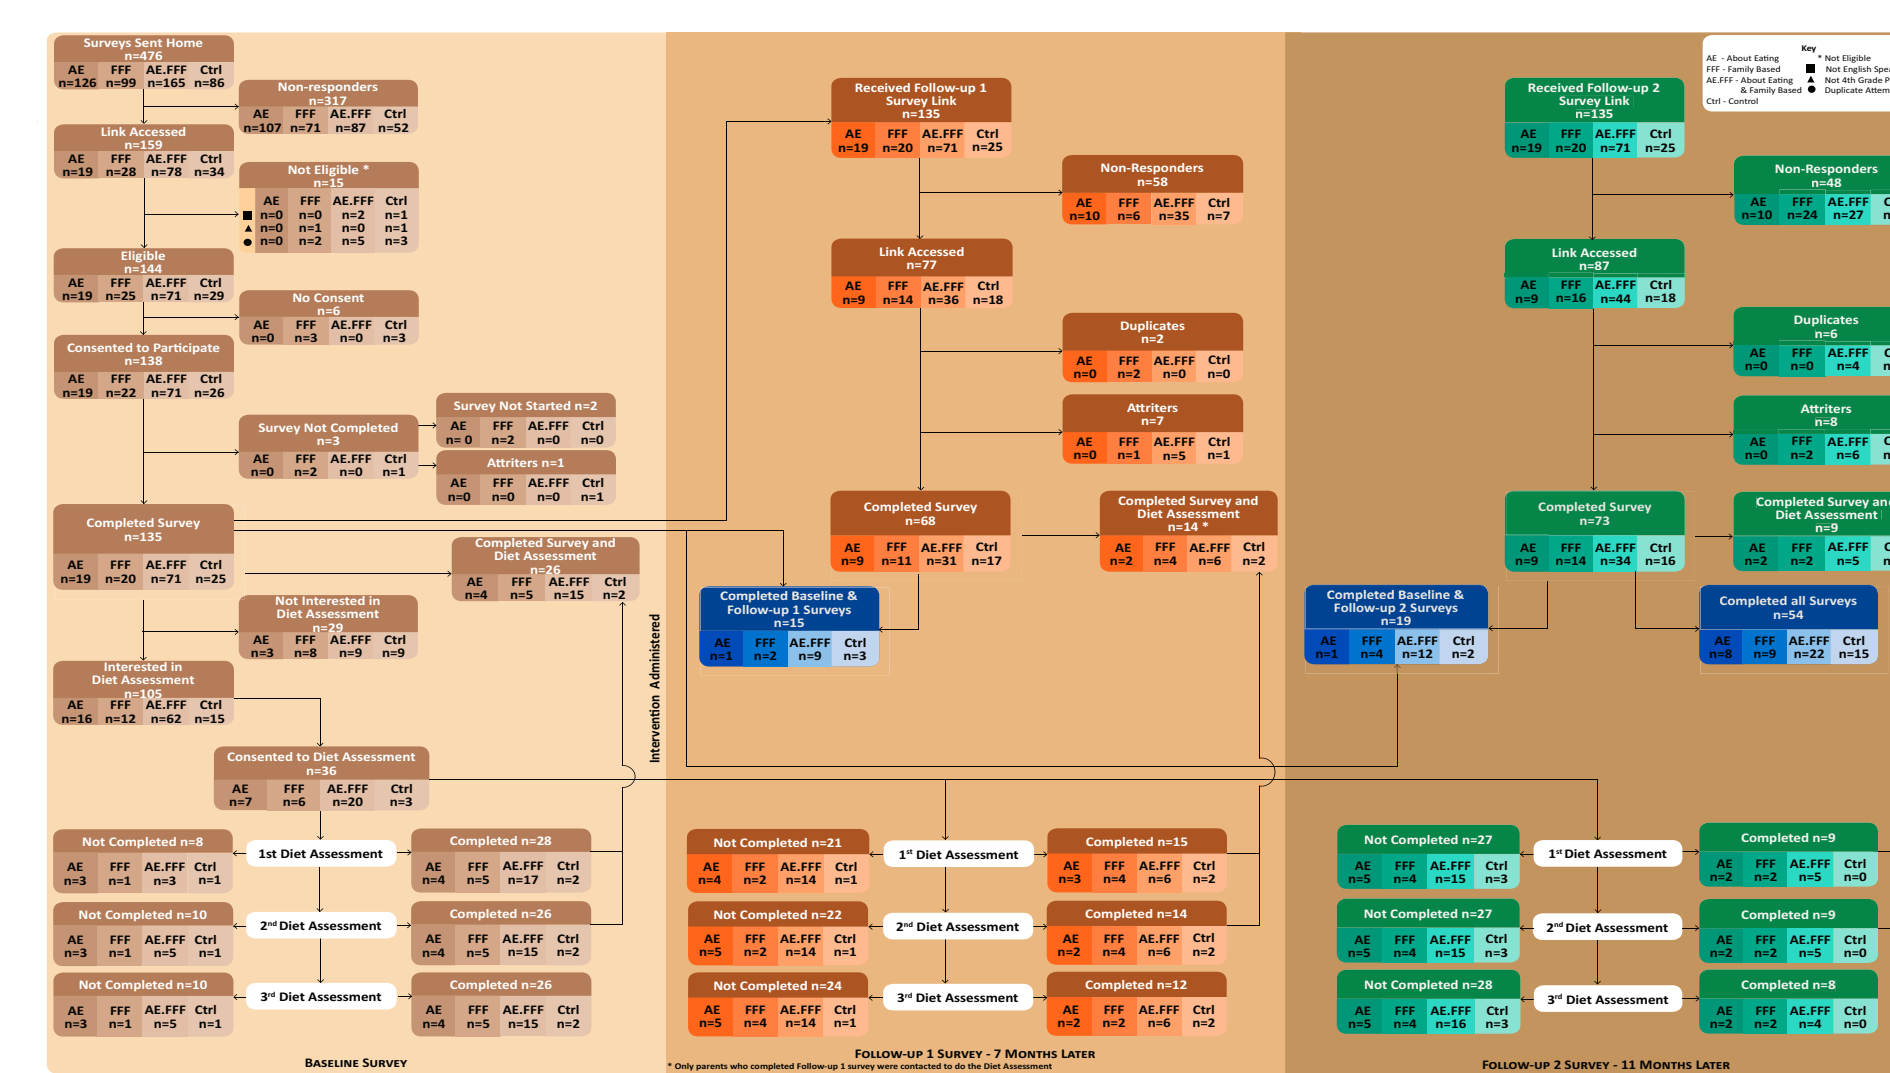 Surveys Sent Home
n=476
AE FFF AE.FFF Ctrl
n=126 n=99 n=165 n=86
Non-responders
n=317
AE FFF AE.FFF Ctrl
n=107 n=71 n=87 n=52
Link Accessed
n=159
AE FFF AE.FFF Ctrl
n=19 n=28 n=78 n=34
Not Eligible *
n=15
AE FFF AE.FFF Ctrl
■ n=0 n=0 n=2 n=1
▲ n=0 n=1 n=0 n=1
● n=0 n=2 n=5 n=3
Eligible
n=144
AE FFF AE.FFF Ctrl
n=19 n=25 n=71 n=29
No Consent
n=6
AE FFF AE.FFF Ctrl
n=0 n=3 n=0 n=3
Consented to Participate
n=138
AE FFF AE.FFF Ctrl
n=19 n=22 n=71 n=26
Survey Not Completed
n=3
AE FFF AE.FFF Ctrl
n=0 n=2 n=0 n=1
Survey Not Started n=2
AE FFF AE.FFF Ctrl
n= 0 n=2 n=0 n=0
Attriters n=1
AE FFF AE.FFF Ctrl
n=0 n=0 n=0 n=1
Completed Survey
n=135
AE FFF AE.FFF Ctrl
n=19 n=20 n=71 n=25
Completed Survey and
Diet Assessment
n=26
AE FFF AE.FFF Ctrl
n=4 n=5 n=15 n=2
Not Interested in
Diet Assessment
n=29
AE FFF AE.FFF Ctrl
n=3 n=8 n=9 n=9
Interested in
Diet Assessment
n=105
AE FFF AE.FFF Ctrl
n=16 n=12 n=62 n=15
Consented to Diet Assessment
n=36
AE FFF AE.FFF Ctrl
n=7 n=6 n=20 n=3
Not Completed n=8
AE FFF AE.FFF Ctrl
n=3 n=1 n=3 n=1
1st Diet Assessment
Completed n=28
AE FFF AE.FFF Ctrl
n=4 n=5 n=17 n=2
Not Completed n=10
AE FFF AE.FFF Ctrl
n=3 n=1 n=5 n=1
2nd Diet Assessment
Completed n=26
AE FFF AE.FFF Ctrl
n=4 n=5 n=15 n=2
Not Completed n=10
AE FFF AE.FFF Ctrl
n=3 n=1 n=5 n=1
3rd Diet Assessment
Completed n=26
AE FFF AE.FFF Ctrl
n=4 n=5 n=15 n=2
BASELINE SURVEY
Intervention Administered
Received Follow-up 1
Survey Link
n=135
AE FFF AE.FFF Ctrl
n=19 n=20 n=71 n=25
Non-Responders
n=58
AE FFF AE.FFF Ctrl
n=10 n=6 n=35 n=7
Link Accessed
n=77
AE FFF AE.FFF Ctrl
n=9 n=14 n=36 n=18
Duplicates
n=2
AE FFF AE.FFF Ctrl
n=0 n=2 n=0 n=0
Attriters
n=7
AE FFF AE.FFF Ctrl
n=0 n=1 n=5 n=1
Completed Survey
n=68
AE FFF AE.FFF Ctrl
n=9 n=11 n=31 n=17
Completed Survey and
Diet Assessment
n=14 *
AE FFF AE.FFF Ctrl
n=2 n=4 n=6 n=2
Completed Baseline &
Follow-up 1 Surveys
n=15
AE FFF AE.FFF Ctrl
n=1 n=2 n=9 n=3
Not Completed n=21
AE FFF AE.FFF Ctrl
n=4 n=2 n=14 n=1
1st Diet Assessment
Completed n=15
AE FFF AE.FFF Ctrl
n=3 n=4 n=6 n=2
Not Completed n=22
AE FFF AE.FFF Ctrl
n=5 n=2 n=14 n=1
2nd Diet Assessment
Completed n=14
AE FFF AE.FFF Ctrl
n=2 n=4 n=6 n=2
Not Completed n=24
AE FFF AE.FFF Ctrl
n=5 n=4 n=14 n=1
3rd Diet Assessment
Completed n=12
AE FFF AE.FFF Ctrl
n=2 n=2 n=6 n=2
FOLLOW-UP 1 SURVEY - 7 MONTHS LATER
* Only parents who completed Follow-up 1 survey were contacted to do the Diet Assessment
Key
AE - About Eating * Not Eligible
FFF - Family Based ■ Not English
AE.FFF - About Eating ▲ Not 4th Grade
& Family Based ● Duplicate
Ctrl - Control
Received Follow-up 2
Survey Link
n=135
AE FFF AE.FFF Ctrl
n=19 n=20 n=71 n=25
Non-Responders
n=48
AE FFF AE.FFF
n=10 n=24 n=27
Link Accessed
n=87
AE FFF AE.FFF Ctrl
n=9 n=16 n=44 n=18
Duplicates
n=6
AE FFF AE.FFF
n=0 n=0 n=4
Attriters
n=8
AE FFF AE.FFF
n=0 n=2 n=6
Completed Survey
n=73
AE FFF AE.FFF Ctrl
n=9 n=14 n=34 n=16
Completed Survey and
Diet Assessment
n=9
AE FFF AE.FFF
n=2 n=2 n=5
Completed Baseline &
Follow-up 2 Surveys
n=19
AE FFF AE.FFF Ctrl
n=1 n=4 n=12 n=2
Completed all Surveys
n=54
AE FFF AE.FFF Ctrl
n=8 n=9 n=22 n=15
Not Completed n=27
AE FFF AE.FFF Ctrl
n=5 n=4 n=15 n=3
1st Diet Assessment
Completed n=9
AE FFF AE.FFF Ctrl
n=2 n=2 n=5 n=0
Not Completed n=27
AE FFF AE.FFF Ctrl
n=5 n=4 n=15 n=3
2nd Diet Assessment
Completed n=9
AE FFF AE.FFF Ctrl
n=2 n=2 n=5 n=0
Not Completed n=28
AE FFF AE.FFF Ctrl
n=5 n=4 n=16 n=3
3rd Diet Assessment
Completed n=8
AE FFF AE.FFF Ctrl
n=2 n=2 n=4 n=0
FOLLOW-UP 2 SURVEY - 11 MONTHS LATER